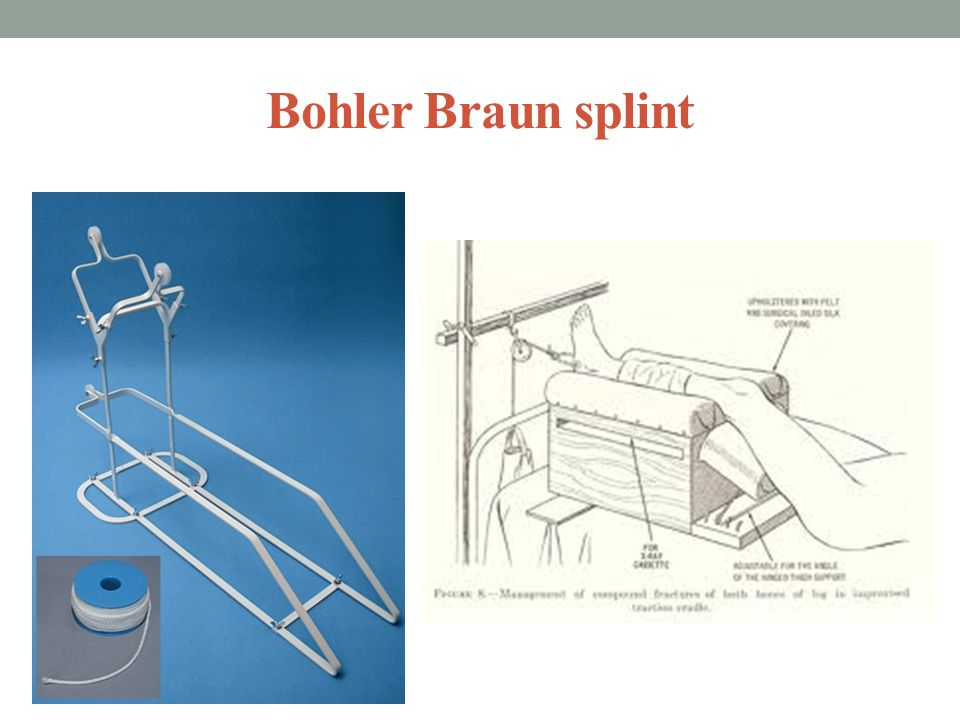 Bohler Braun splint
UPHOLSTERED WITH PELT
AND SURGICAL OILED SILK
COVERING
FOR
X-RAY
CASSETTE
ADJUSTABLE FOR THE ANGLE
OF THE HINGED THIGH SUPPORT
FIGURE 8.—Management of compound fractures of both bones of leg in improvised
traction cradle.